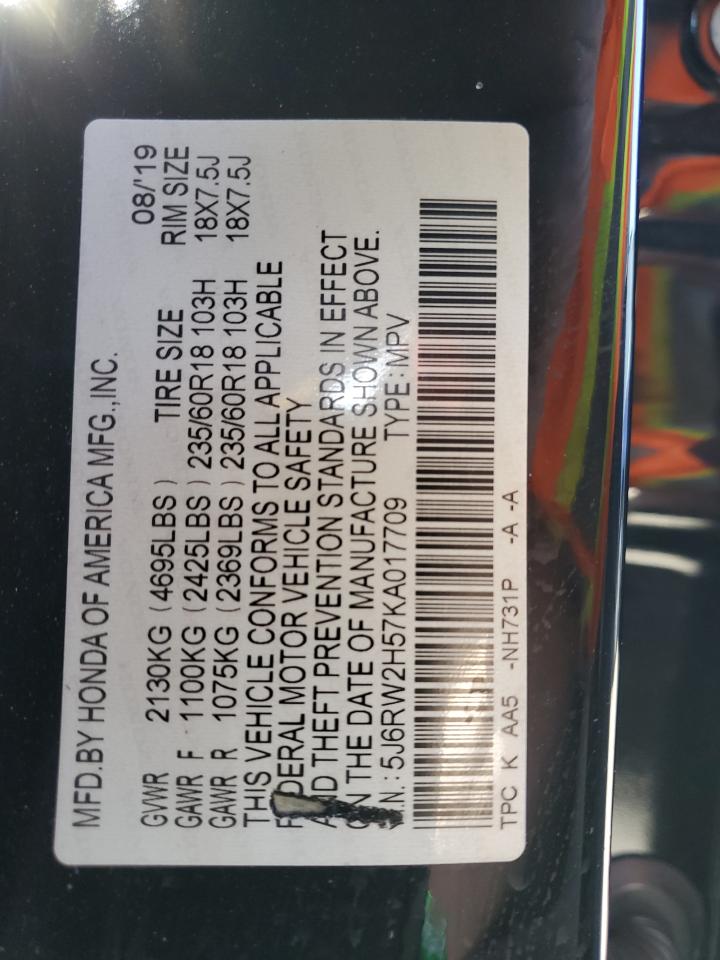 MFD.BY HONDA OF AMERICA MFG.,INC. 08/'19
GVWR 2130KG (4695LBS) TIRE SIZE RIM SIZE
GAWR F 1100KG (2425LBS) 235/60R18 103H 18X7.5J
GAWR R 1075KG (2369LBS) 235/60R18 103H 18X7.5J
THIS VEHICLE CONFORMS TO ALL APPLICABLE
FEDERAL MOTOR VEHICLE SAFETY
AND THEFT PREVENTION STANDARDS IN EFFECT
ON THE DATE OF MANUFACTURE SHOWN ABOVE.
V.I.N.: 5J6RW2H57KA017709 TYPE:MPV
TPC K AA5 -NH731P -A -A